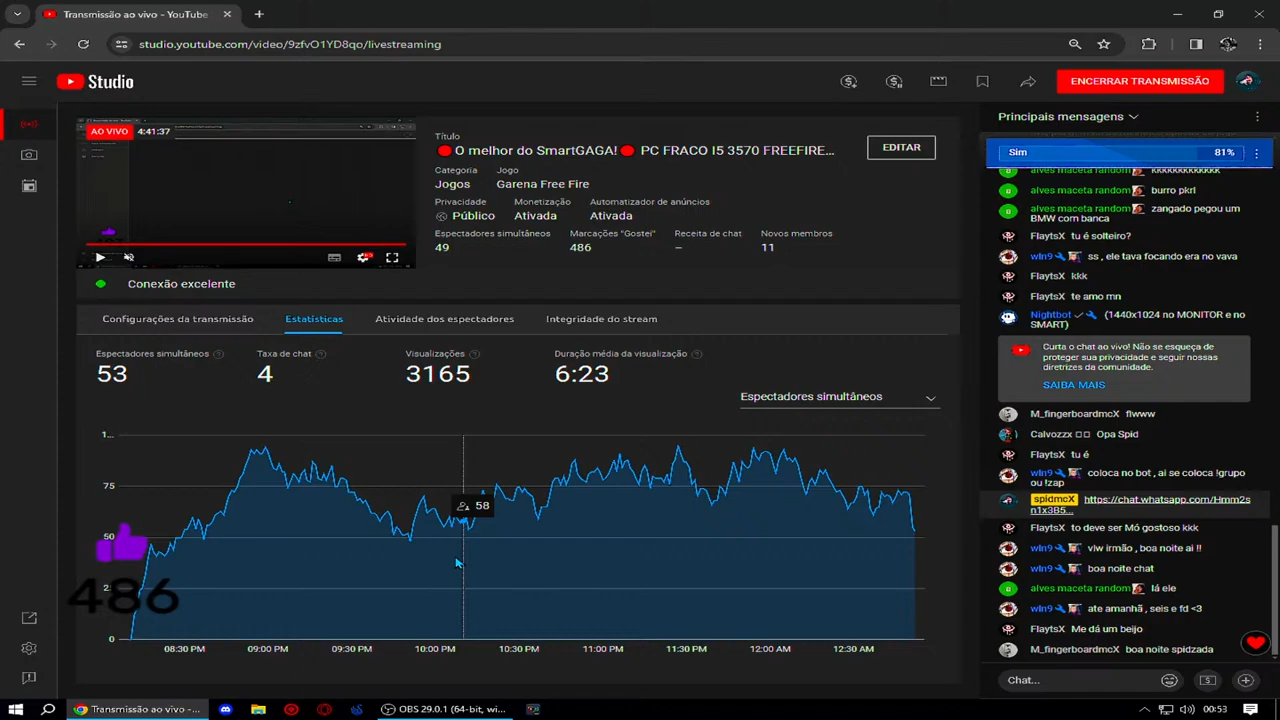 Transmissão ao vivo - YouTube
studio.youtube.com/video/9zfvO1YD8qo/livestreaming
Studio
ENCERRAR TRANSMISSÃO
AO VIVO 4:41:37
Título
O melhor do SmartGAGA! 🔴 PC FRACO I5 3570 FREEFIRE...
EDITAR
Categoria Jogo
Jogos Garena Free Fire
Privacidade Monetização Automatizador de anúncios
Público Ativada Ativada
Espectadores simultâneos Marcações "Gostei" Receita de chat Novos membros
49 486 – 11
Conexão excelente
Configurações da transmissão Estatísticas Atividade dos espectadores Integridade do stream
Espectadores simultâneos Taxa de chat Visualizações Duração média da visualização
53 4 3165 6:23
Espectadores simultâneos
1...
75
58
50
2...
486
0
08:30 PM 09:00 PM 09:30 PM 10:00 PM 10:30 PM 11:00 PM 11:30 PM 12:00 AM 12:30 AM
Principais mensagens
Sim 81%
alves maceta random kkkkkkkkkkkk
alves maceta random burro pkrl
alves maceta random zangado pegou um
BMW com banca
FlaytsX tu é solteiro?
wIn9 ss , ele tava focando era no vava
FlaytsX kkk
FlaytsX te amo mn
Nightbot (1440x1024 no MONITOR e no
SMART)
Curta o chat ao vivo! Não se esqueça de
proteger sua privacidade e seguir nossas
diretrizes da comunidade.
SAIBA MAIS
M_fingerboardmcX flwww
Calvozzx □□ Opa Spid
FlaytsX tu é
wIn9 coloca no bot , ai se coloca !grupo
ou !zap
spidmcX https://chat.whatsapp.com/Hmm2s
n1x3B5...
FlaytsX to deve ser Mó gostoso kkk
wIn9 vlw irmão , boa noite ai !!
wIn9 boa noite chat
alves maceta random lá ele
wIn9 ate amanhã , seis e fd <3
FlaytsX Me dá um beijo
M_fingerboardmcX boa noite spidzada
Chat...
Transmissão ao vivo -...
OBS 29.0.1 (64-bit, wi...
00:53